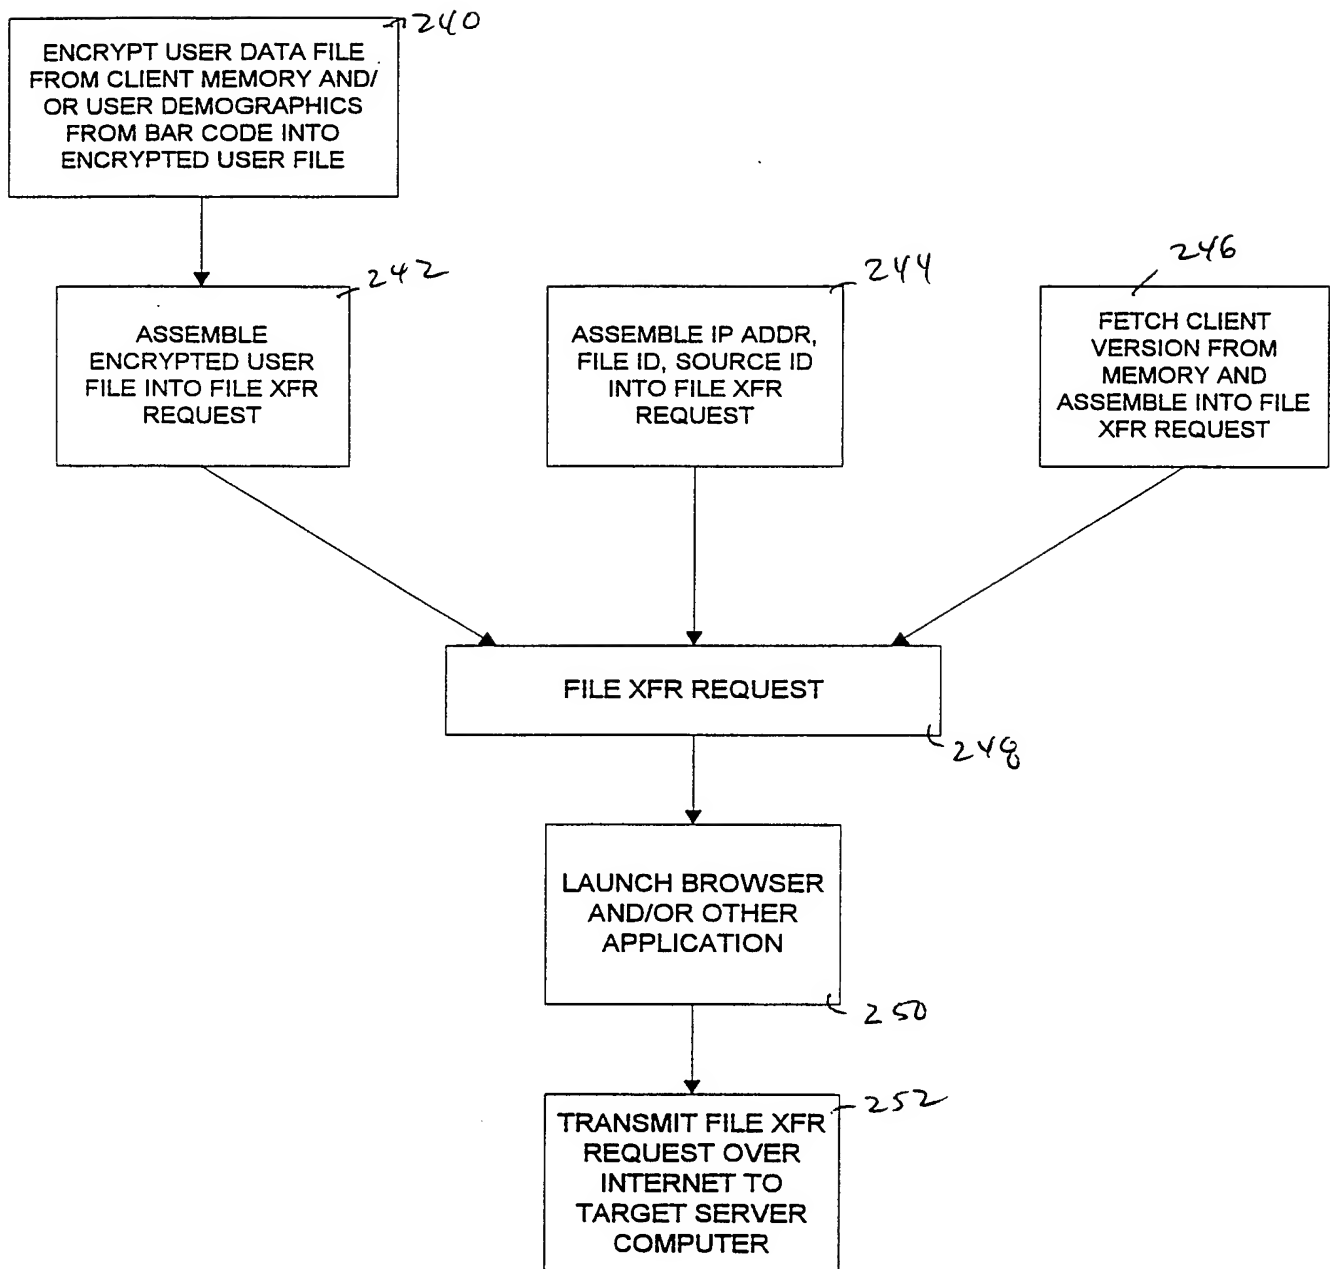 240
ENCRYPT USER DATA FILE
FROM CLIENT MEMORY AND/
OR USER DEMOGRAPHICS
FROM BAR CODE INTO
ENCRYPTED USER FILE
242
ASSEMBLE
ENCRYPTED USER
FILE INTO FILE XFR
REQUEST
244
ASSEMBLE IP ADDR,
FILE ID, SOURCE ID
INTO FILE XFR
REQUEST
246
FETCH CLIENT
VERSION FROM
MEMORY AND
ASSEMBLE INTO FILE
XFR REQUEST
FILE XFR REQUEST
248
LAUNCH BROWSER
AND/OR OTHER
APPLICATION
250
252
TRANSMIT FILE XFR
REQUEST OVER
INTERNET TO
TARGET SERVER
COMPUTER